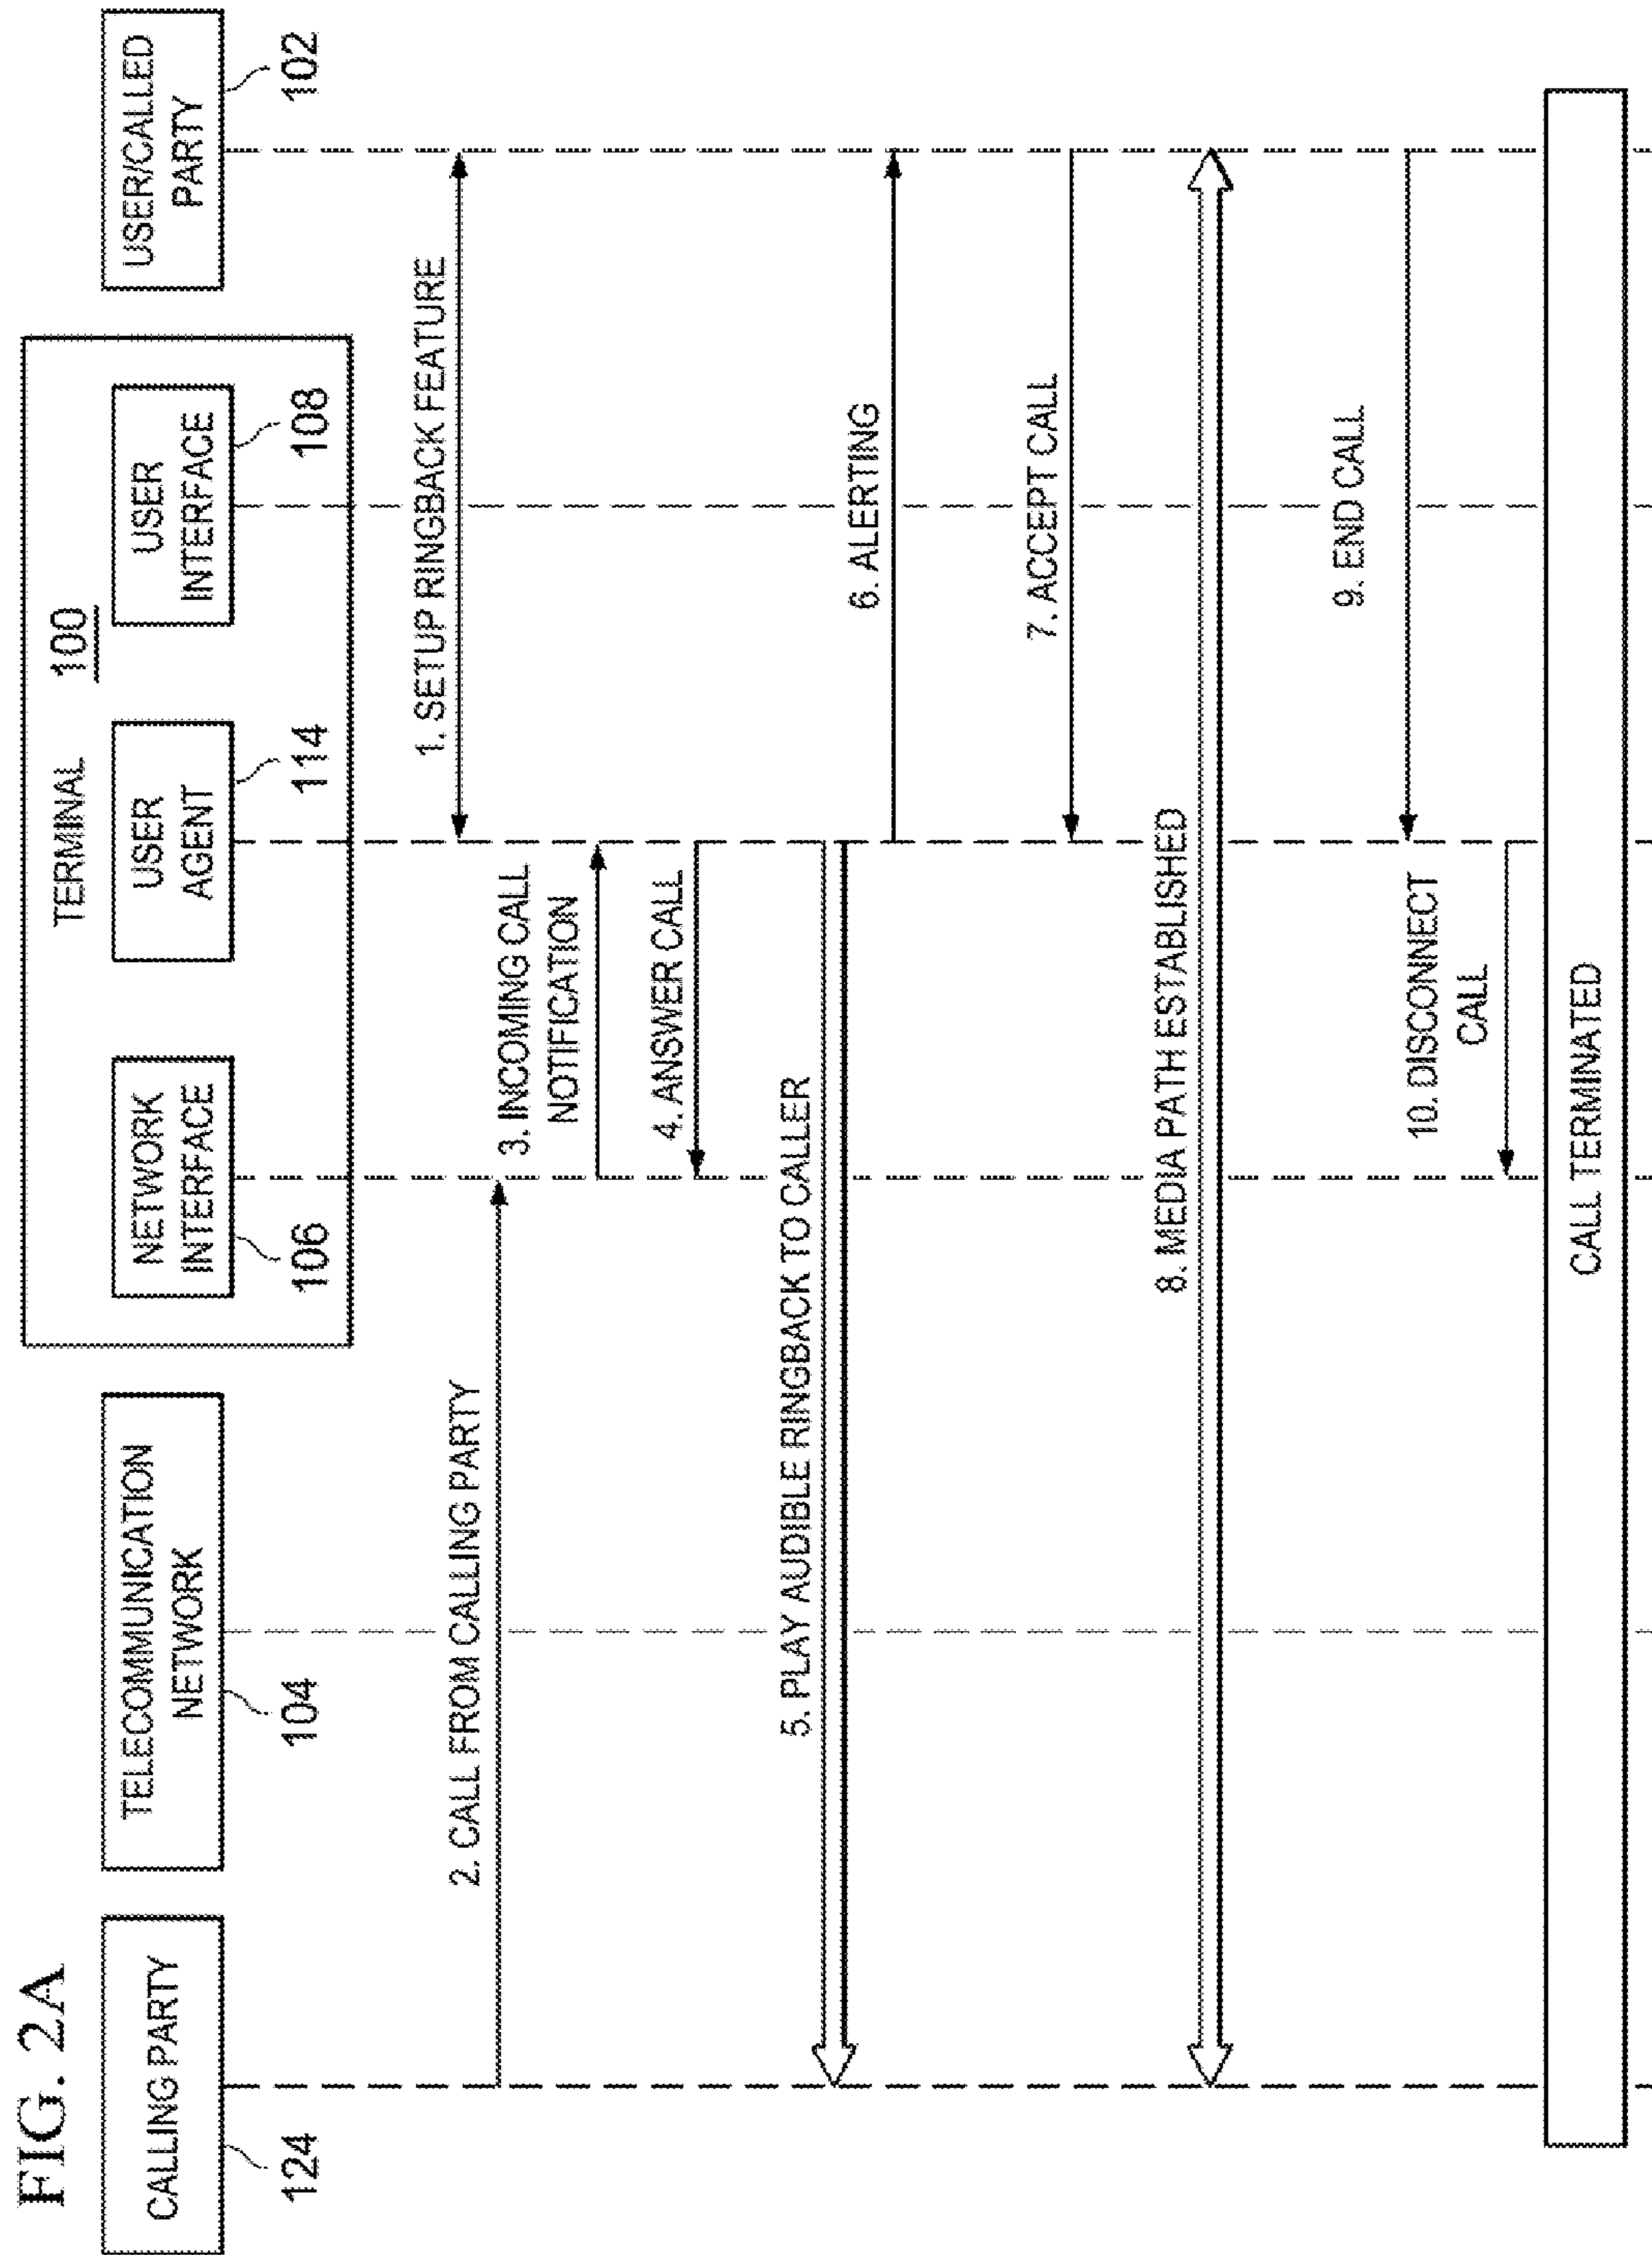 FIG. 2A
CALLING PARTY
124
TELECOMMUNICATION
NETWORK
104
TERMINAL
100
NETWORK
INTERFACE
106
USER
AGENT
114
USER
INTERFACE
108
USER/CALLED
PARTY
102
1. SETUP RINGBACK FEATURE
2. CALL FROM CALLING PARTY
3. INCOMING CALL
NOTIFICATION
4. ANSWER CALL
5. PLAY AUDIBLE RINGBACK TO CALLER
6. ALERTING
7. ACCEPT CALL
8. MEDIA PATH ESTABLISHED
9. END CALL
10. DISCONNECT
CALL
CALL TERMINATED